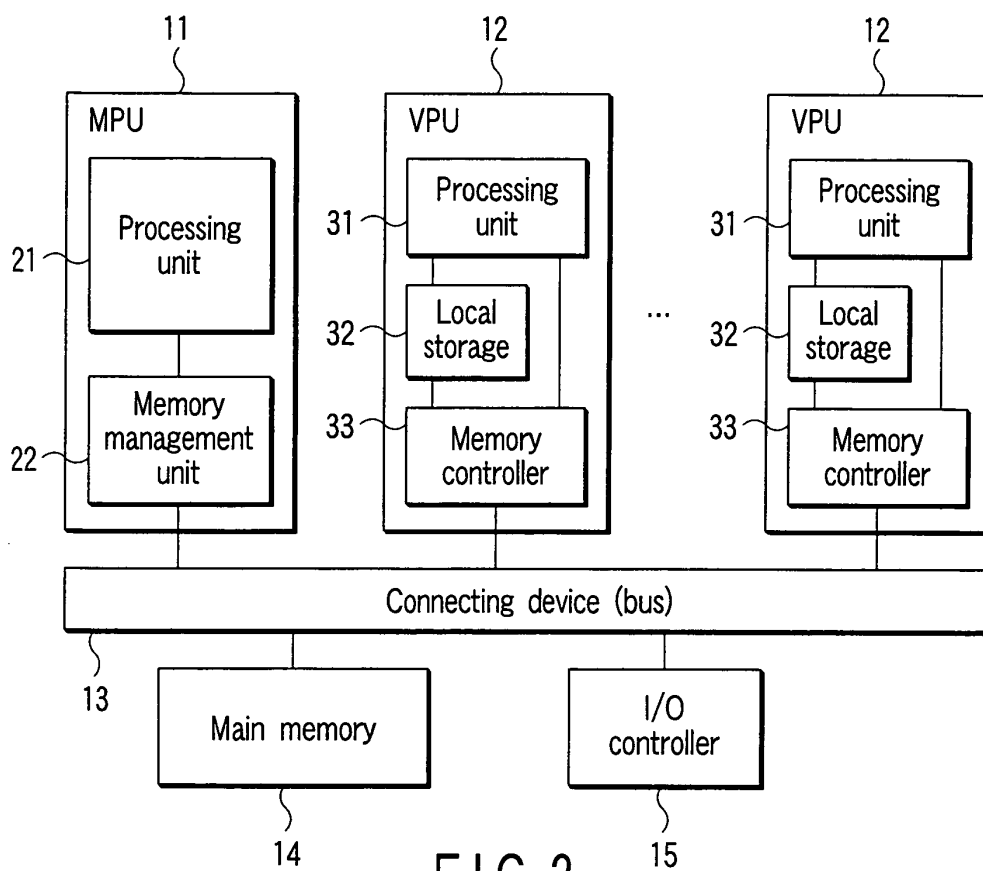 11
12
12
MPU
VPU
VPU
Processing
unit
21
Processing
unit
31
Processing
unit
31
Local
storage
32
...
Local
storage
32
Memory
management
unit
22
Memory
controller
33
Memory
controller
33
Connecting device (bus)
13
Main memory
14
I/O
controller
15